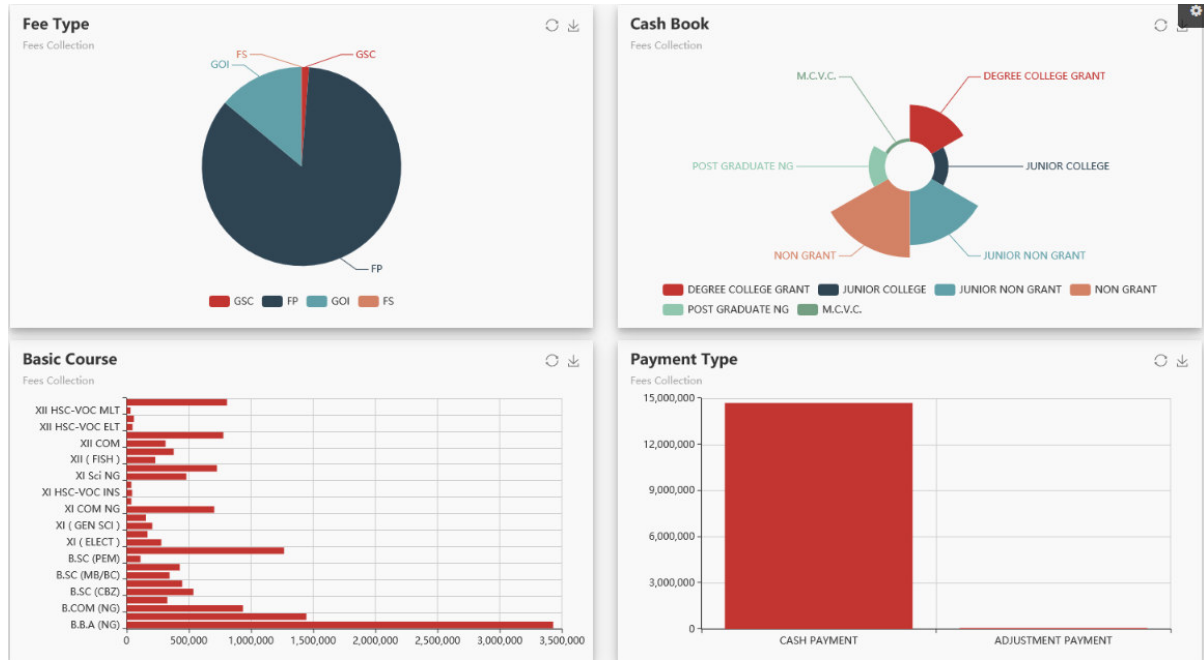 Fee Type
Fees Collection
FS
GSC
GOI
FP
GSC FP GOI FS
Cash Book
Fees Collection
M.C.V.C.
DEGREE COLLEGE GRANT
POST GRADUATE NG
JUNIOR COLLEGE
NON GRANT
JUNIOR NON GRANT
DEGREE COLLEGE GRANT JUNIOR COLLEGE JUNIOR NON GRANT NON GRANT
POST GRADUATE NG M.C.V.C.
Basic Course
Fees Collection
XII HSC-VOC MLT
XII HSC-VOC ELT
XII COM
XII ( FISH )
XI Sci NG
XI HSC-VOC INS
XI COM NG
XI ( GEN SCI )
XI ( ELECT )
B.SC (PEM)
B.SC (MB/BC)
B.SC (CBZ)
B.COM (NG)
B.B.A (NG)
0 500,000 1,000,000 1,500,000 2,000,000 2,500,000 3,000,000 3,500,000
Payment Type
Fees Collection
15,000,000
12,000,000
9,000,000
6,000,000
3,000,000
0
CASH PAYMENT ADJUSTMENT PAYMENT